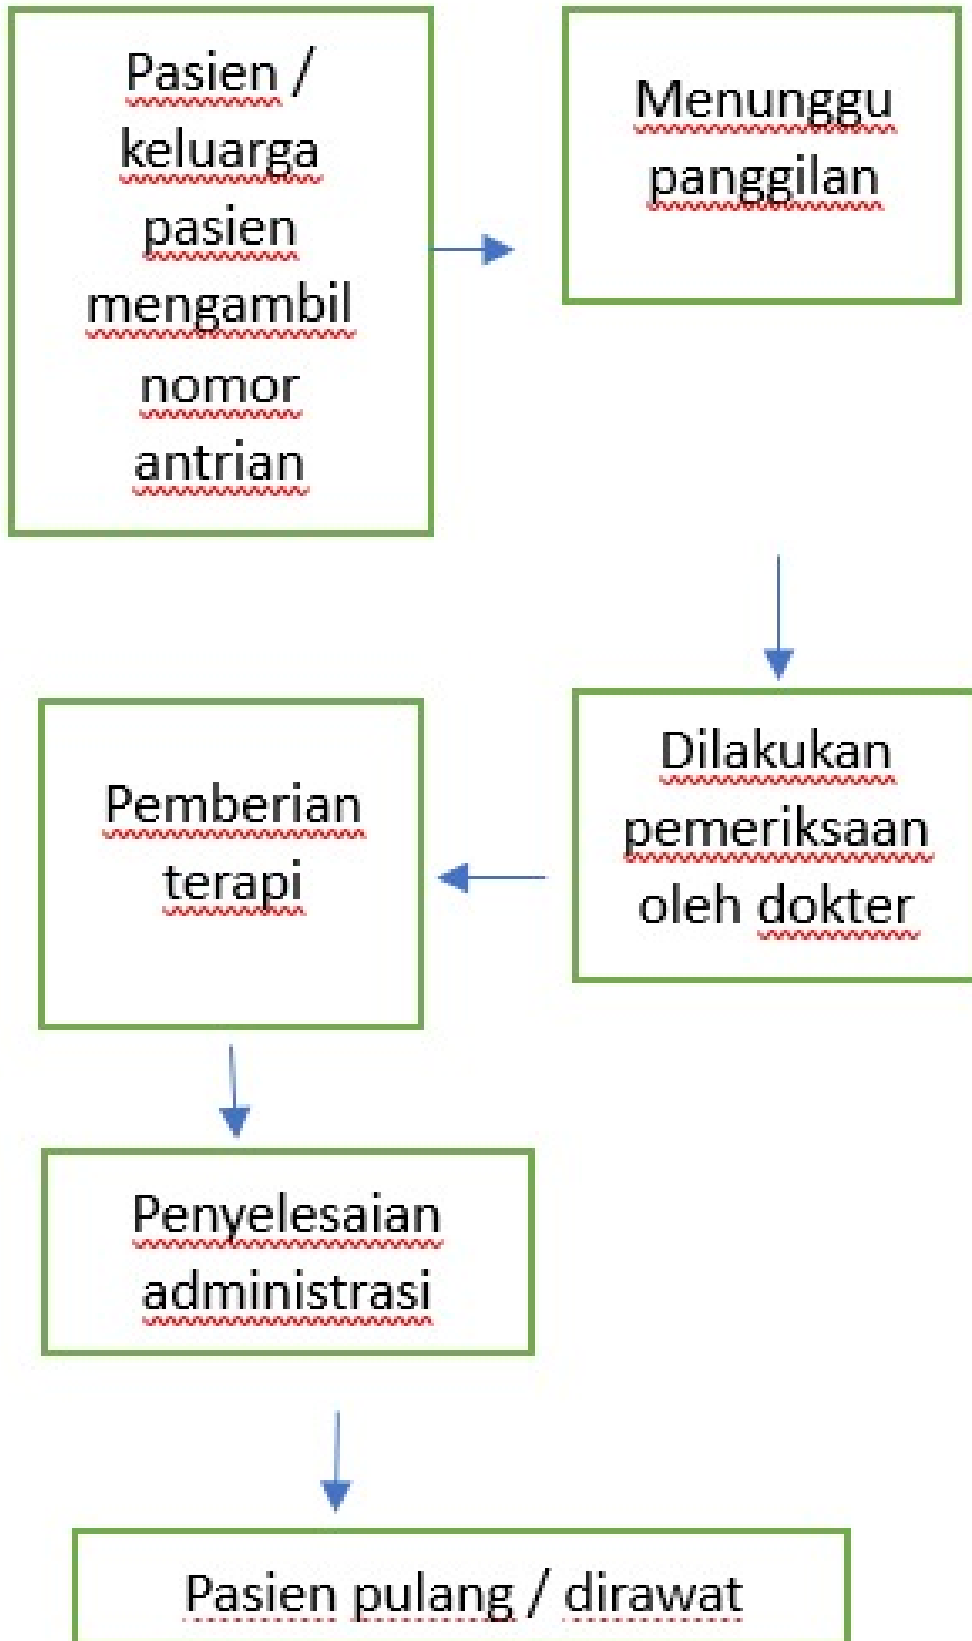 Pasien /
keluarga
pasien
mengambil
nomor
antrian
Menunggu
panggilan
Dilakukan
pemeriksaan
oleh dokter
Pemberian
terapi
Penyelesaian
administrasi
Pasien pulang / dirawat